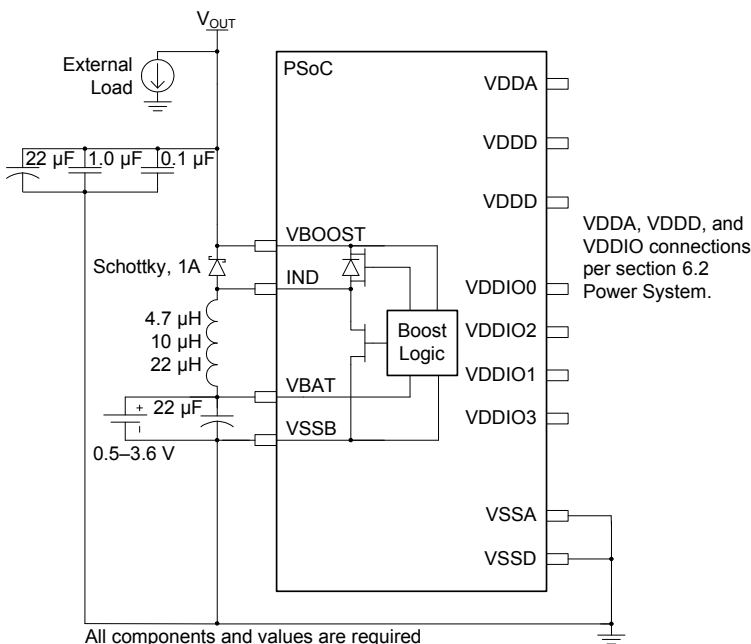 VOUT
External
Load
PSoC
VDDA
VDDD
22 µF 1.0 µF 0.1 µF
VDDD
VDDA, VDDD, and
VDDIO connections
per section 6.2
Power System.
VBOOST
Schottky, 1A
IND
VDDIO0
4.7 µH
10 µH
22 µH
Boost
Logic
VDDIO2
VDDIO1
VBAT
+ 22 µF
VDDIO3
VSSB
0.5–3.6 V
VSSA
VSSD
All components and values are required